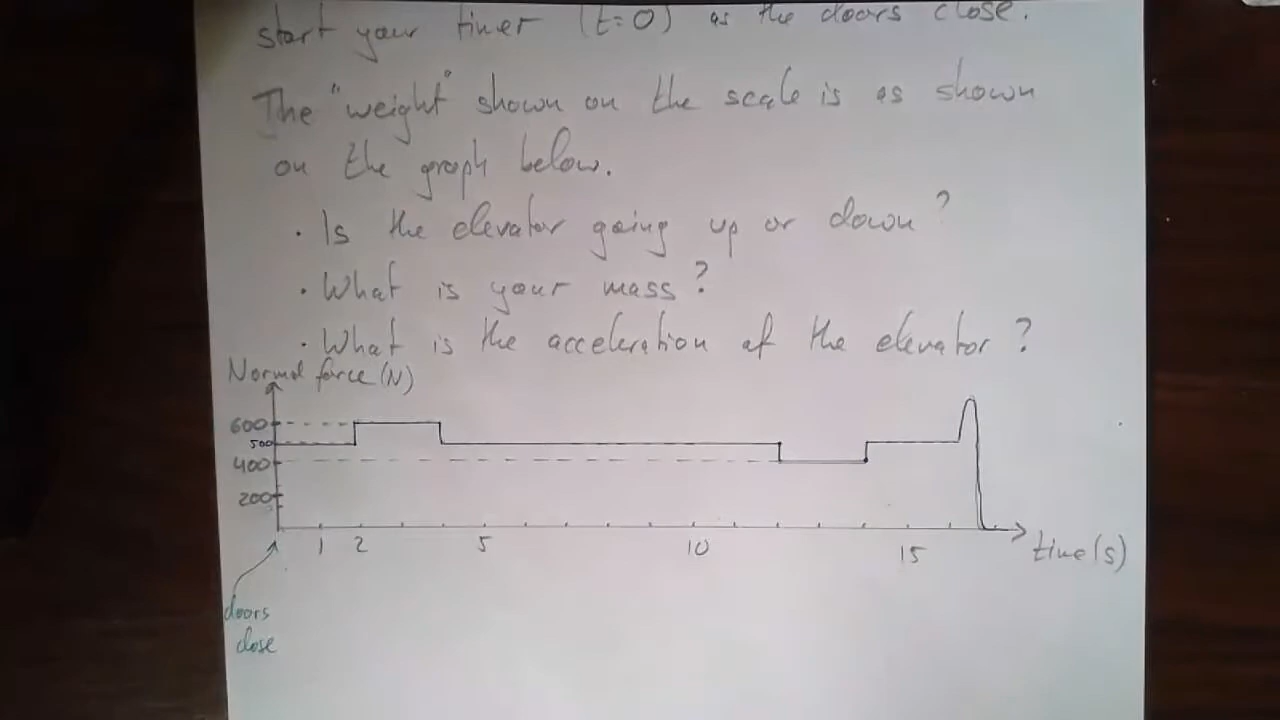 start your timer (t=0) as the doors close.
The "weight" shown on the scale is as shown
on the graph below.
· Is the elevator going up or down?
· What is your mass?
· What is the acceleration of the elevator?
Normal force (N)
600
500
400
200
1 2 5 10 15 time(s)
doors
close